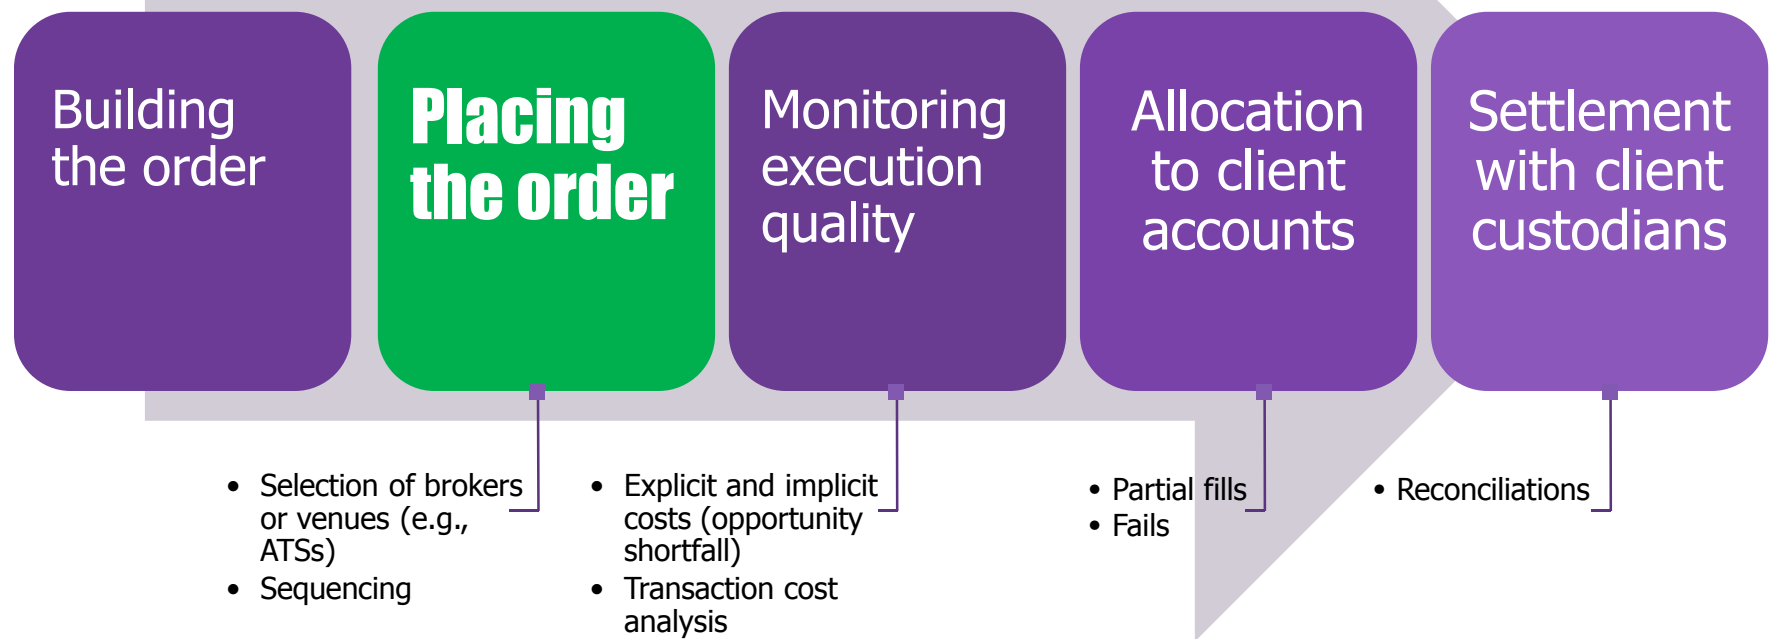 Building
the order
Placing
the order
Monitoring
execution
quality
Allocation
to client
accounts
Settlement
with client
custodians
• Selection of brokers
or venues (e.g.,
ATSs)
• Sequencing
• Explicit and implicit
costs (opportunity
shortfall)
• Transaction cost
analysis
• Partial fills
• Fails
• Reconciliations